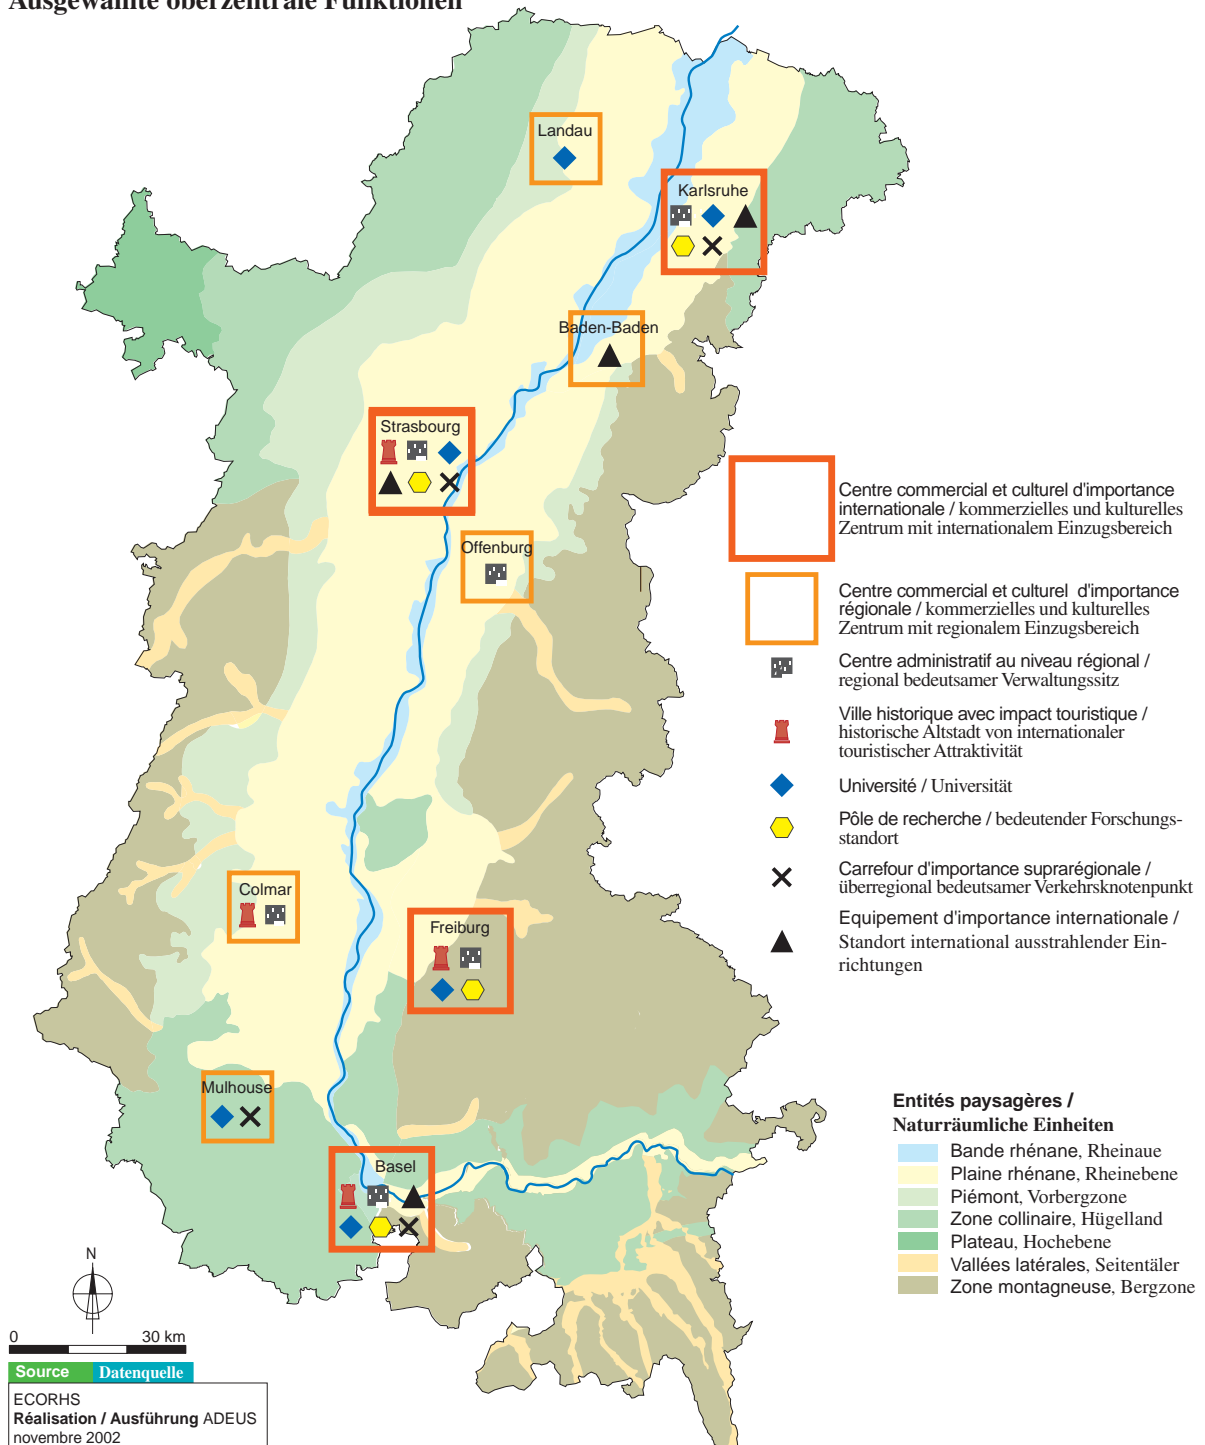 Ausgewählte oberzentrale Funktionen
Landau
Karlsruhe
Baden-Baden
Strasbourg
Offenburg
Colmar
Freiburg
Mulhouse
Basel
Centre commercial et culturel d'importance
internationale / kommerzielles und kulturelles
Zentrum mit internationalem Einzugsbereich
Centre commercial et culturel d'importance
régionale / kommerzielles und kulturelles
Zentrum mit regionalem Einzugsbereich
Centre administratif au niveau régional /
regional bedeutsamer Verwaltungssitz
Ville historique avec impact touristique /
historische Altstadt von internationaler
touristischer Attraktivität
Université / Universität
Pôle de recherche / bedeutender Forschungs-
standort
Carrefour d'importance suprarégionale /
überregional bedeutsamer Verkehrsknotenpunkt
Equipement d'importance internationale /
Standort international ausstrahlender Ein-
richtungen
Entités paysagères /
Naturräumliche Einheiten
Bande rhénane, Rheinaue
Plaine rhénane, Rheinebene
Piémont, Vorbergzone
Zone collinaire, Hügelland
Plateau, Hochebene
Vallées latérales, Seitentäler
Zone montagneuse, Bergzone
N
0 30 km
Source Datenquelle
ECORHS
Réalisation / Ausführung ADEUS
novembre 2002